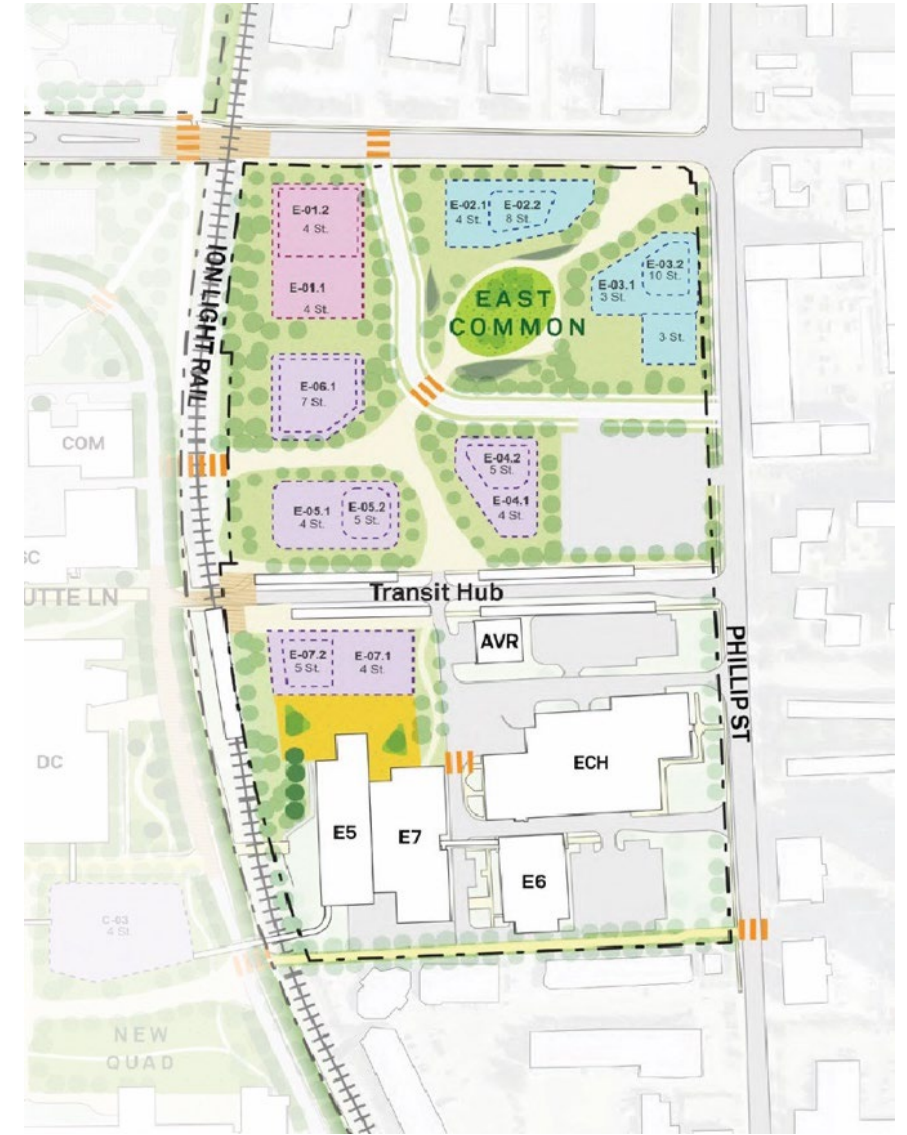 E-01.2
4 St.
E-01.1
4 St.
E-02.1
4 St.
E-02.2
8 St.
E-03.2
10 St.
E-03.1
3 St.
3 St.
EAST
COMMON
ION LIGHT RAIL
E-06.1
7 St.
COM
E-04.2
5 St.
E-04.1
4 St.
E-05.1
4 St.
E-05.2
5 St.
SC
UTTE LN
Transit Hub
AVR
PHILLIP ST
E-07.2
5 St.
E-07.1
4 St.
DC
ECH
E5
E7
E6
C-03
4 St.
NEW
QUAD